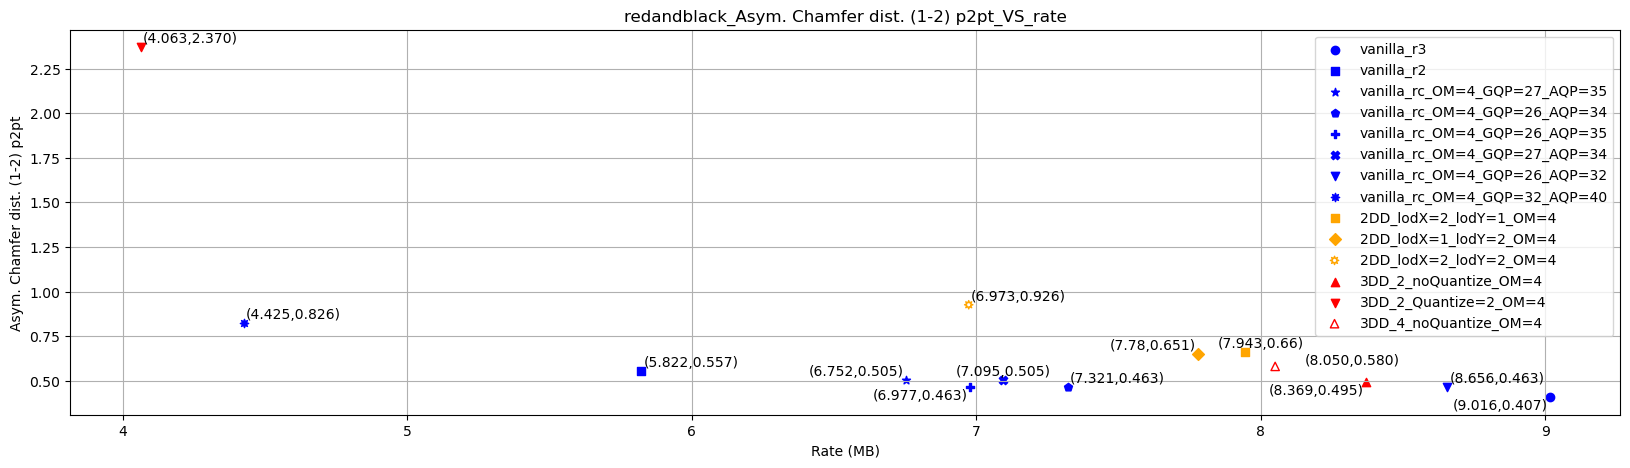 redandblack_Asym. Chamfer dist. (1-2) p2pt_VS_rate
Asym. Chamfer dist. (1-2) p2pt
2.25
2.00
1.75
1.50
1.25
1.00
0.75
0.50
(4.063,2.370)
(4.425,0.826)
(5.822,0.557)
(6.752,0.505)
(6.977,0.463)
(6.973,0.926)
(7.095,0.505)
(7.321,0.463)
(7.78,0.651)
(7.943,0.66)
(8.050,0.580)
(8.369,0.495)
(8.656,0.463)
(9.016,0.407)
vanilla_r3
vanilla_r2
vanilla_rc_OM=4_GQP=27_AQP=35
vanilla_rc_OM=4_GQP=26_AQP=34
vanilla_rc_OM=4_GQP=26_AQP=35
vanilla_rc_OM=4_GQP=27_AQP=34
vanilla_rc_OM=4_GQP=26_AQP=32
vanilla_rc_OM=4_GQP=32_AQP=40
2DD_lodX=2_lodY=1_OM=4
2DD_lodX=1_lodY=2_OM=4
2DD_lodX=2_lodY=2_OM=4
3DD_2_noQuantize_OM=4
3DD_2_Quantize=2_OM=4
3DD_4_noQuantize_OM=4
4 5 6 7 8 9
Rate (MB)